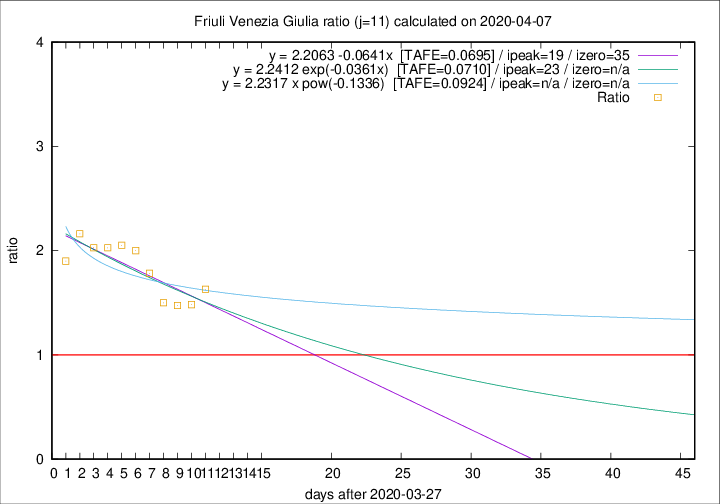 Friuli Venezia Giulia ratio (j=11) calculated on 2020-04-07
y = 2.2063 -0.0641x [TAFE=0.0695] / ipeak=19 / izero=35
y = 2.2412 exp(-0.0361x) [TAFE=0.0710] / ipeak=23 / izero=n/a
y = 2.2317 x pow(-0.1336) [TAFE=0.0924] / ipeak=n/a / izero=n/a
Ratio
4
3
2
1
0
ratio
0 1 2 3 4 5 6 7 8 9 10 11 12 13 14 15 20 25 30 35 40 45
days after 2020-03-27